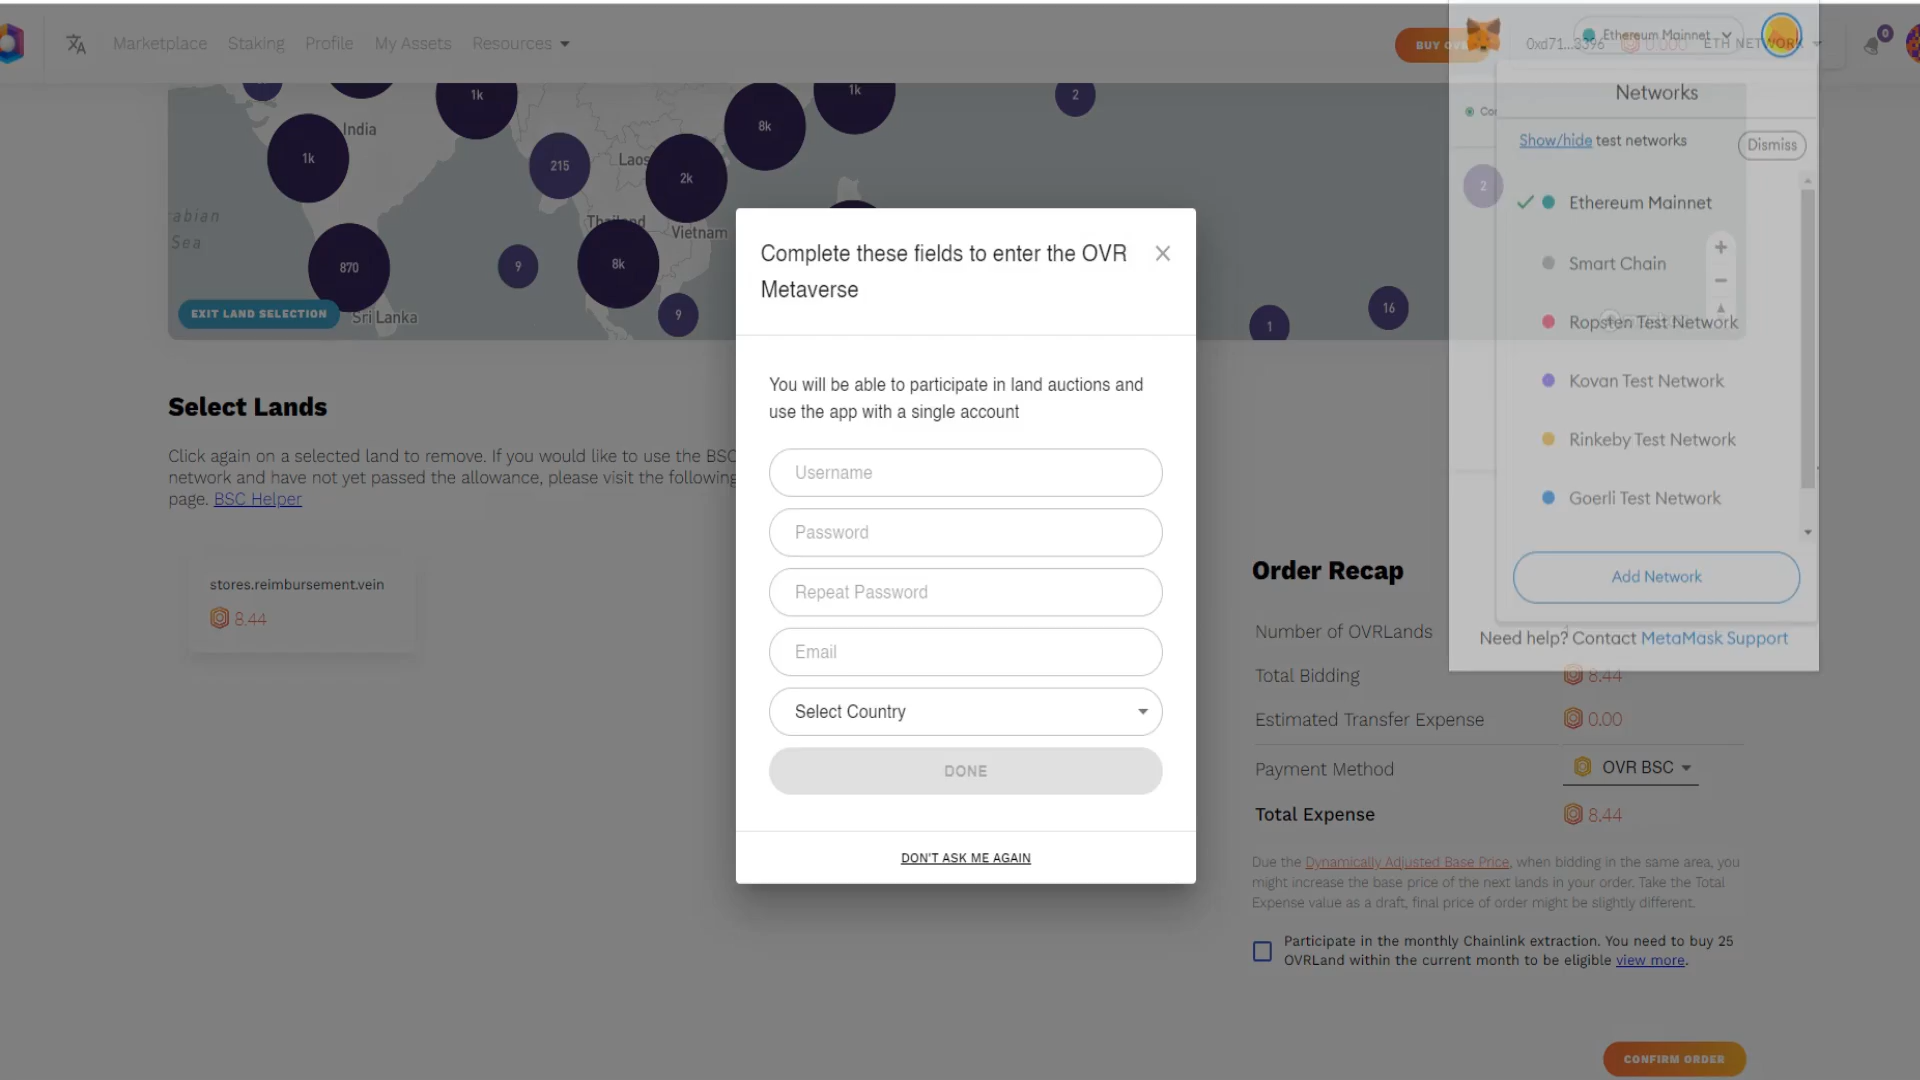 Marketplace
Staking
Profile
My Assets
Resources
BUY OV
0xd71...8396
Ethereum Mainnet
0.000
ETH NETWORK
0
1k
1k
2
India
1k
8k
215
Laos
2k
2
rabian
Sea
Thailand
Vietnam
870
9
8k
9
16
1
EXIT LAND SELECTION
Sri Lanka
Networks
Show/hide test networks
Dismiss
Ethereum Mainnet
Smart Chain
Ropsten Test Network
Kovan Test Network
Rinkeby Test Network
Goerli Test Network
Add Network
Need help? Contact MetaMask Support
Complete these fields to enter the OVR
Metaverse
You will be able to participate in land auctions and
use the app with a single account
Username
Password
Repeat Password
Email
Select Country
DONE
DON'T ASK ME AGAIN
Select Lands
Click again on a selected land to remove. If you would like to use the BSC
network and have not yet passed the allowance, please visit the following
page. BSC Helper
stores.reimbursement.vein
8.44
Order Recap
Number of OVRLands
Total Bidding
8.44
Estimated Transfer Expense
0.00
Payment Method
OVR BSC
Total Expense
8.44
Due the Dynamically Adjusted Base Price, when bidding in the same area, you
might increase the base price of the next lands in your order. Take the Total
Expense value as a draft, final price of order might be slightly different.
Participate in the monthly Chainlink extraction. You need to buy 25
OVRLand within the current month to be eligible view more.
CONFIRM ORDER